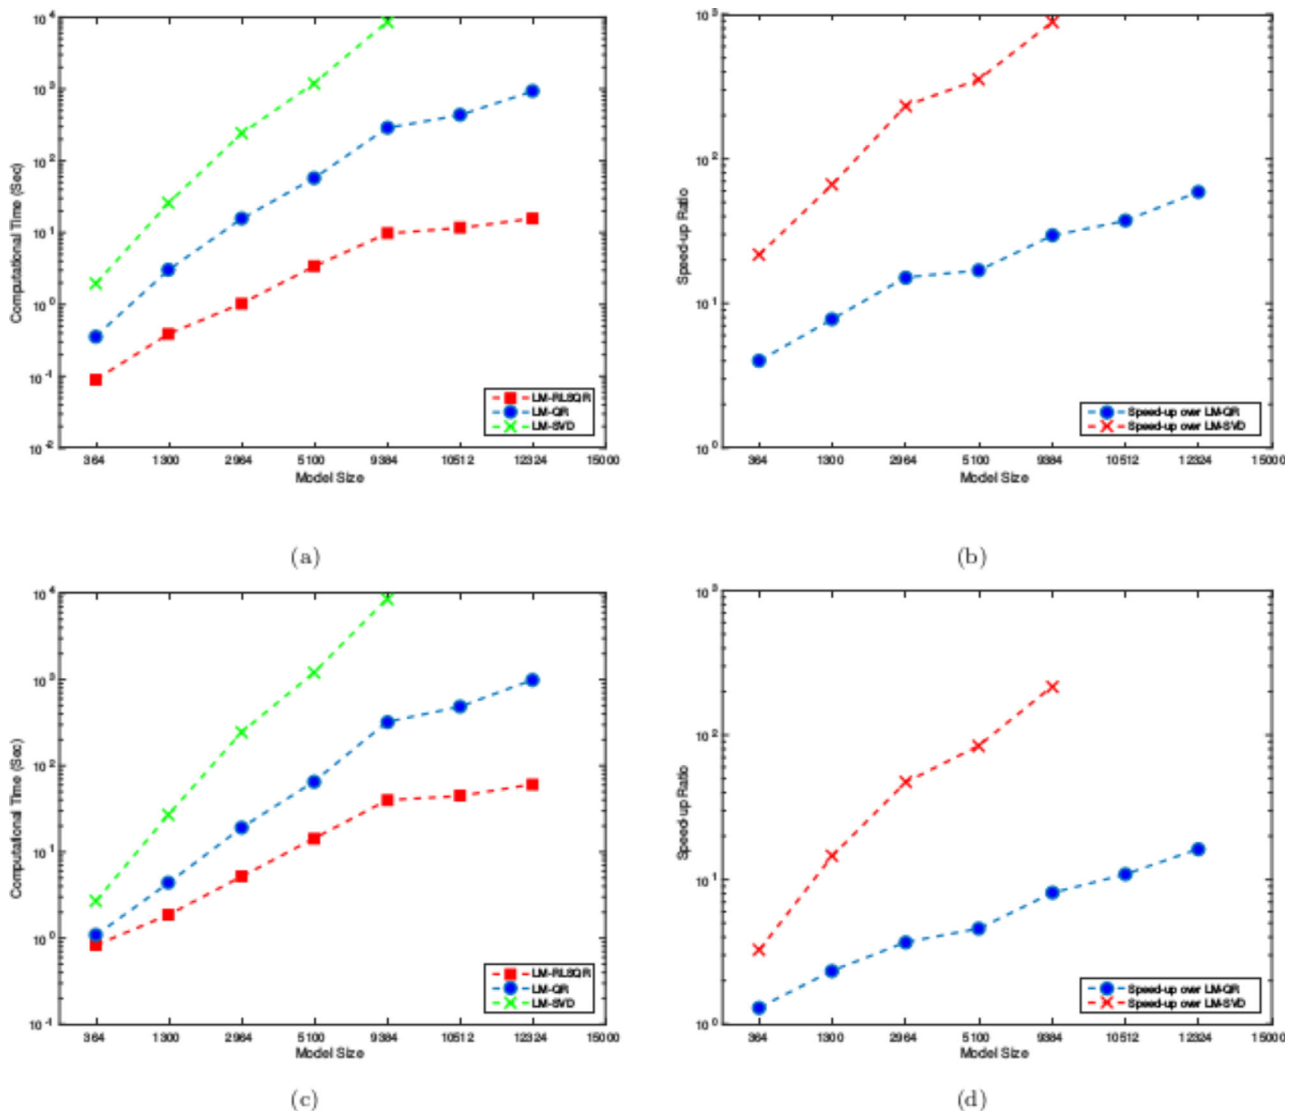 10^4
10^3
10^2
10^1
10^0
10^-1
10^-2
Computational Time (Sec)
364 1300 2964 5100 9384 10512 12324 15000
Model Size
LM-RLSQR
LM-QR
LM-SVD
(a)
10^3
10^2
10^1
10^0
Speed-up Ratio
364 1300 2964 5100 9384 10512 12324 15000
Model Size
Speed-up over LM-QR
Speed-up over LM-SVD
(b)
10^4
10^3
10^2
10^1
10^0
10^-1
Computational Time (Sec)
364 1300 2964 5100 9384 10512 12324 15000
Model Size
LM-RLSQR
LM-QR
LM-SVD
(c)
10^3
10^2
10^1
10^0
Speed-up Ratio
364 1300 2964 5100 9384 10512 12324 15000
Model Size
Speed-up over LM-QR
Speed-up over LM-SVD
(d)